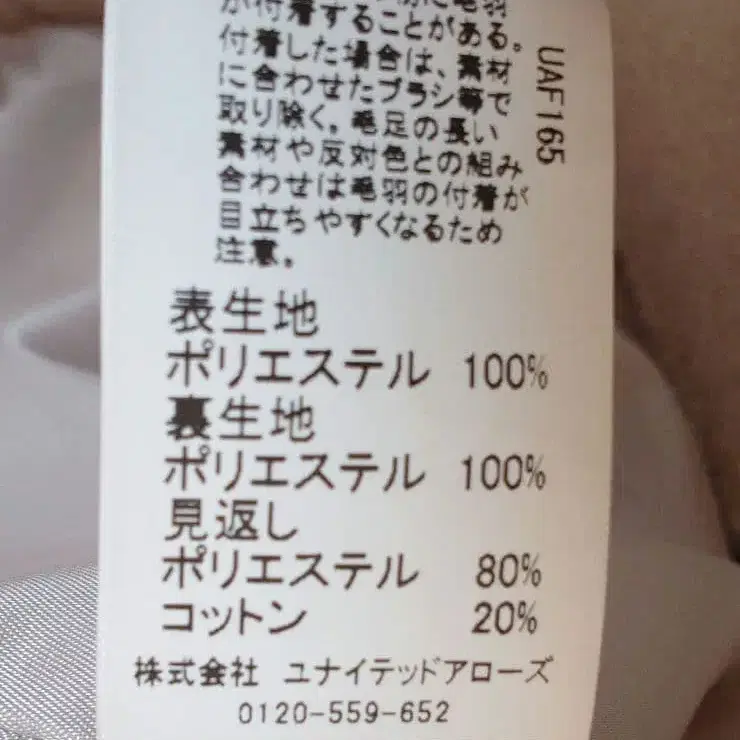 が付着することがある。
付着した場合は、素材
に合わせたブラシ等で
取り除く。毛足の長い
素材や反対色との組み
合わせは毛羽の付着が
目立ちやすくなるため
注意。
UAF165
表生地
ポリエステル 100%
裏生地
ポリエステル 100%
見返し
ポリエステル 80%
コットン 20%
株式会社 ユナイテッドアローズ
0120-559-652